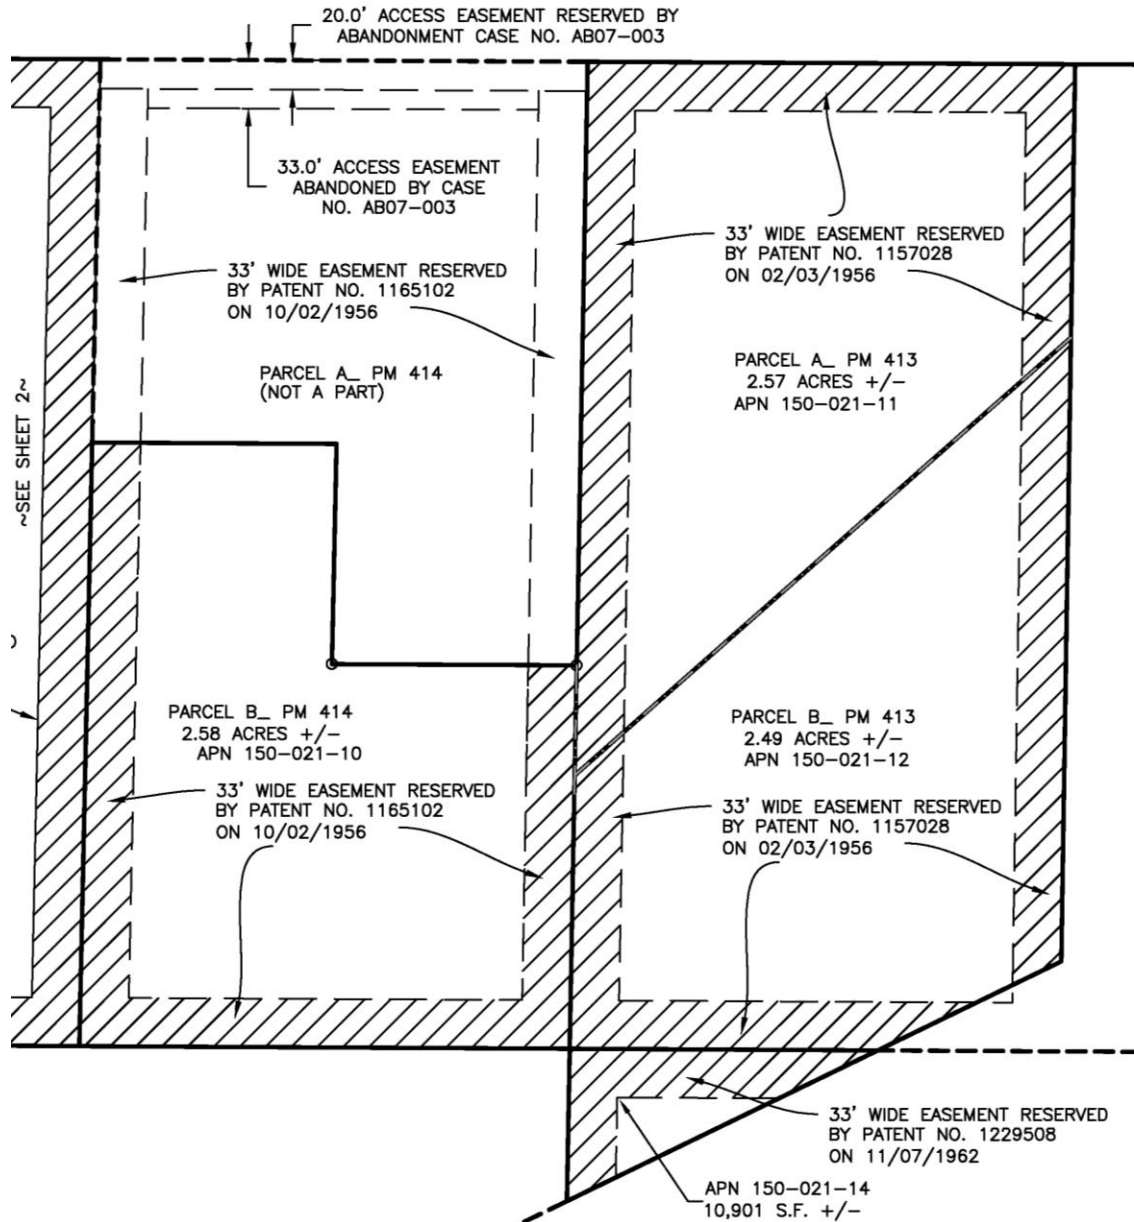 20.0' ACCESS EASEMENT RESERVED BY
ABANDONMENT CASE NO. AB07-003
33.0' ACCESS EASEMENT
ABANDONED BY CASE
NO. AB07-003
33' WIDE EASEMENT RESERVED
BY PATENT NO. 1165102
ON 10/02/1956
33' WIDE EASEMENT RESERVED
BY PATENT NO. 1157028
ON 02/03/1956
PARCEL A_ PM 414
(NOT A PART)
PARCEL A_ PM 413
2.57 ACRES +/-
APN 150-021-11
~SEE SHEET 2~
PARCEL B_ PM 414
2.58 ACRES +/-
APN 150-021-10
PARCEL B_ PM 413
2.49 ACRES +/-
APN 150-021-12
33' WIDE EASEMENT RESERVED
BY PATENT NO. 1165102
ON 10/02/1956
33' WIDE EASEMENT RESERVED
BY PATENT NO. 1157028
ON 02/03/1956
33' WIDE EASEMENT RESERVED
BY PATENT NO. 1229508
ON 11/07/1962
APN 150-021-14
10,901 S.F. +/-